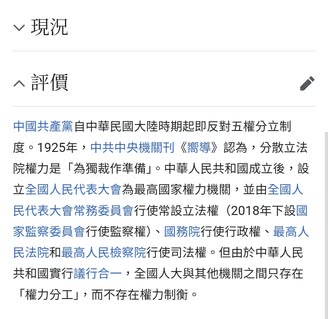 現況
評價
中國共產黨自中華民國大陸時期起即反對五權分立制
度。1925年，中共中央機關刊《嚮導》認為，分散立法
院權力是「為獨裁作準備」。中華人民共和國成立後，設
立全國人民代表大會為最高國家權力機關，並由全國人
民代表大會常務委員會行使常設立法權（2018年下設國
家監察委員會行使監察權）、國務院行使行政權、最高人
民法院和最高人民檢察院行使司法權。但由於中華人民
共和國實行議行合一，全國人大與其他機關之間只存在
「權力分工」，而不存在權力制衡。